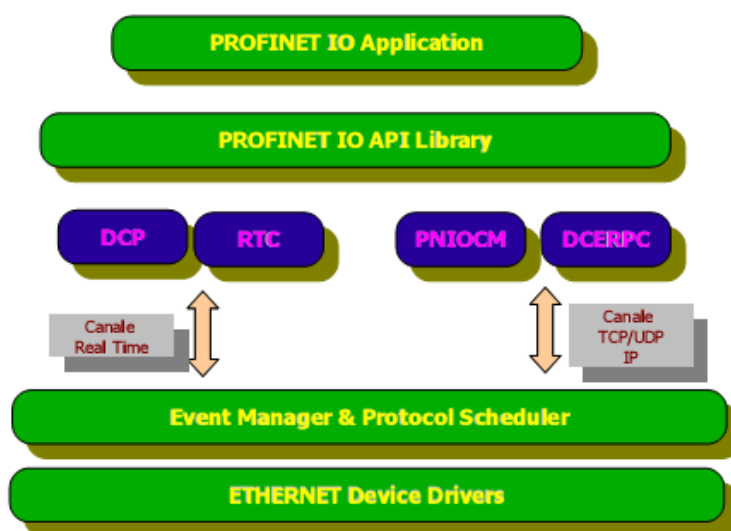 PROFINET IO Application
PROFINET IO API Library
DCP
RTC
PNIOCM
DCERPC
Canale
Real Time
Canale
TCP/UDP
IP
Event Manager & Protocol Scheduler
ETHERNET Device Drivers